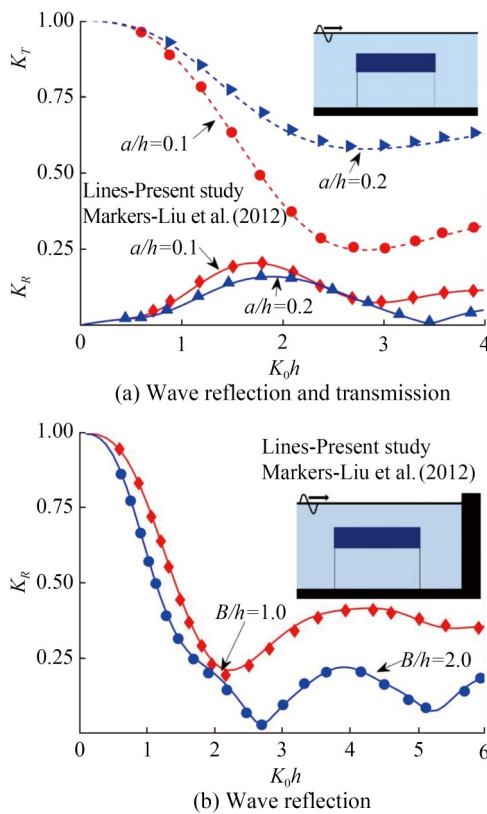 1.00
K_T
0.75
a/h=0.1
0.50
a/h=0.2
Lines-Present study
Markers-Liu et al. (2012)
0.25
a/h=0.1
K_R
a/h=0.2
0 1 2 3 4
K_0h
(a) Wave reflection and transmission
1.00
Lines-Present study
Markers-Liu et al. (2012)
0.75
K_R
0.50
B/h=1.0
0.25
B/h=2.0
0 1 2 3 4 5 6
K_0h
(b) Wave reflection